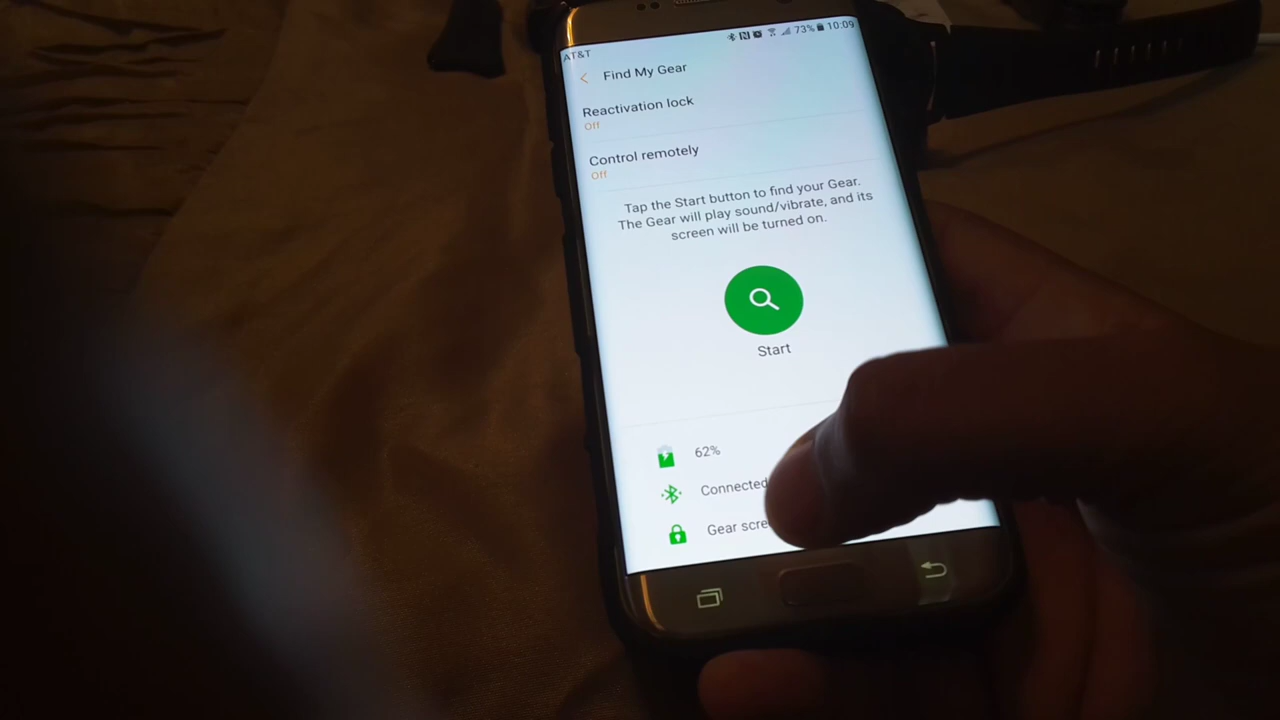 AT&T 73% 10:09
Find My Gear
Reactivation lock
Off
Control remotely
Off
Tap the Start button to find your Gear.
The Gear will play sound/vibrate, and its
screen will be turned on.
Start
62%
Connected
Gear